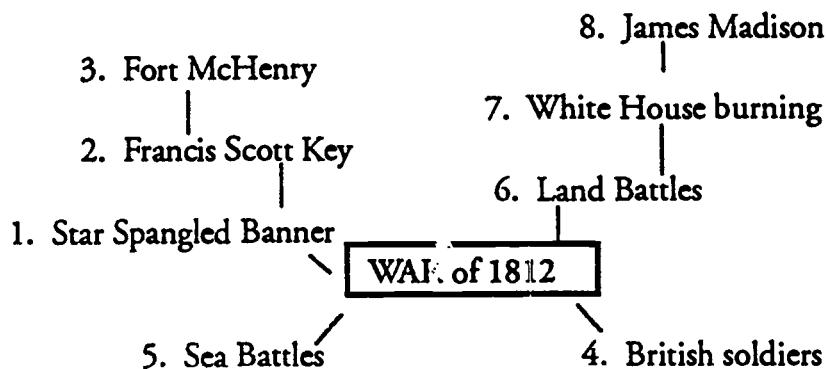 8. James Madison
3. Fort McHenry
7. White House burning
2. Francis Scott Key
6. Land Battles
1. Star Spangled Banner
WAR of 1812
5. Sea Battles
4. British soldiers